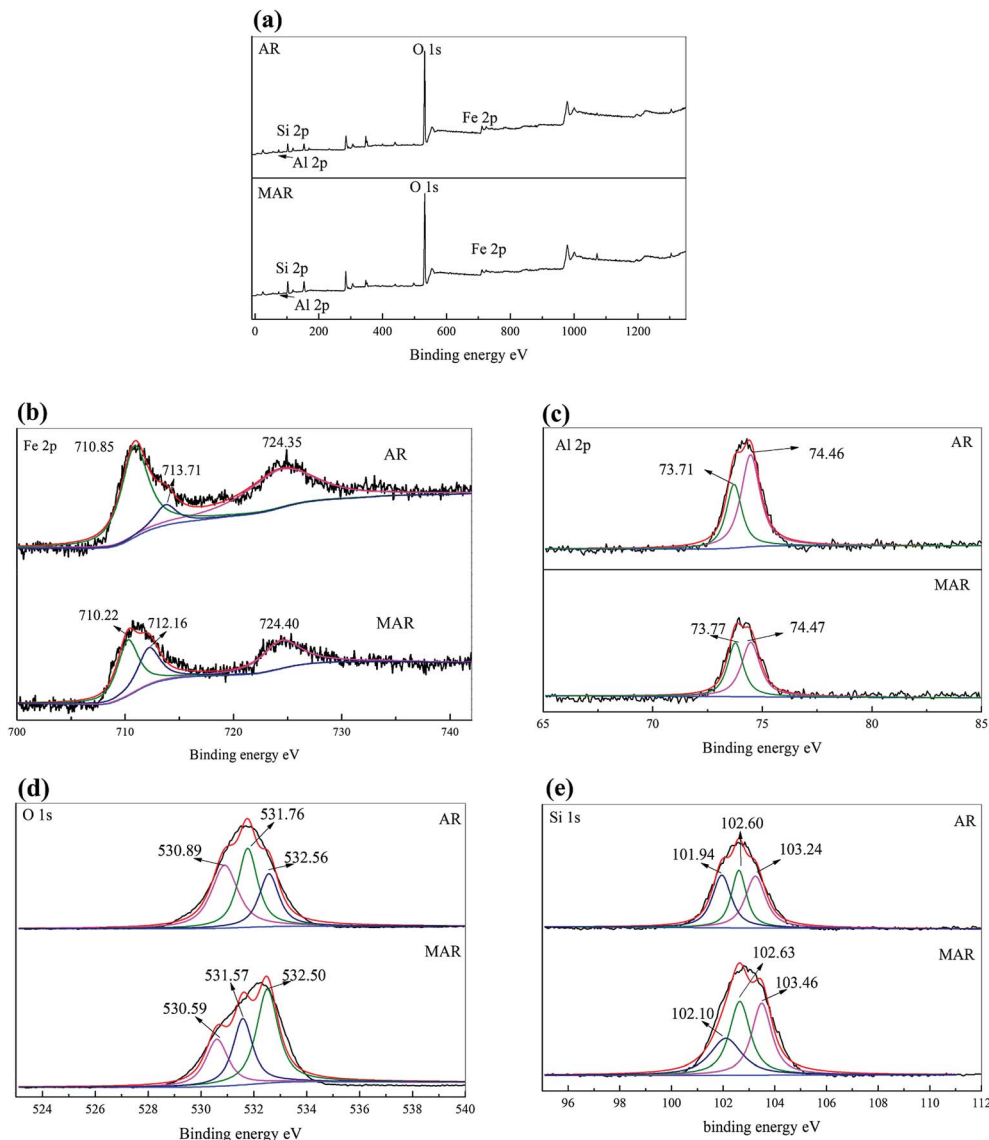 (a)
AR
O 1s
Fe 2p
Si 2p
Al 2p
MAR
O 1s
Fe 2p
Si 2p
Al 2p
0 200 400 600 800 1000 1200
Binding energy eV
(b)
Fe 2p
710.85
713.71
724.35
AR
710.22
712.16
724.40
MAR
700 710 720 730 740
Binding energy eV
(c)
Al 2p
AR
73.71
74.46
MAR
73.77
74.47
65 70 75 80 85
Binding energy eV
(d)
O 1s
AR
531.76
530.89
532.56
MAR
531.57
532.50
530.59
524 526 528 530 532 534 536 538 540
Binding energy eV
(e)
Si 1s
AR
102.60
101.94
103.24
MAR
102.63
103.46
102.10
96 98 100 102 104 106 108 110 112
binding energy eV